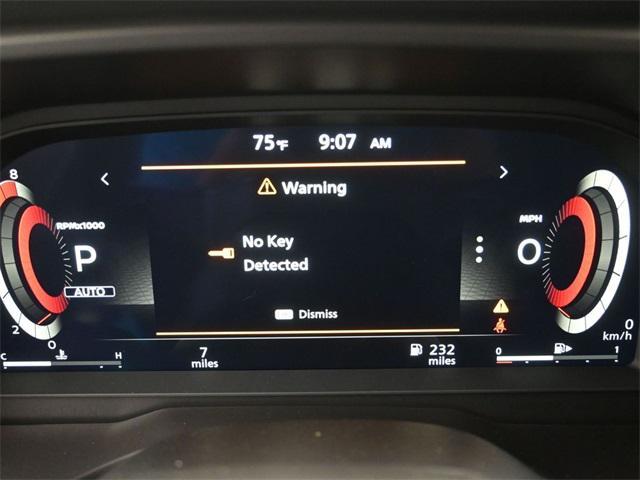 75°F 9:07 AM
Warning
8
RPMx1000
MPH
P
No Key
0
Detected
AUTO
Dismiss
2
0
0
km/h
C H
7
miles
232
miles
0 1